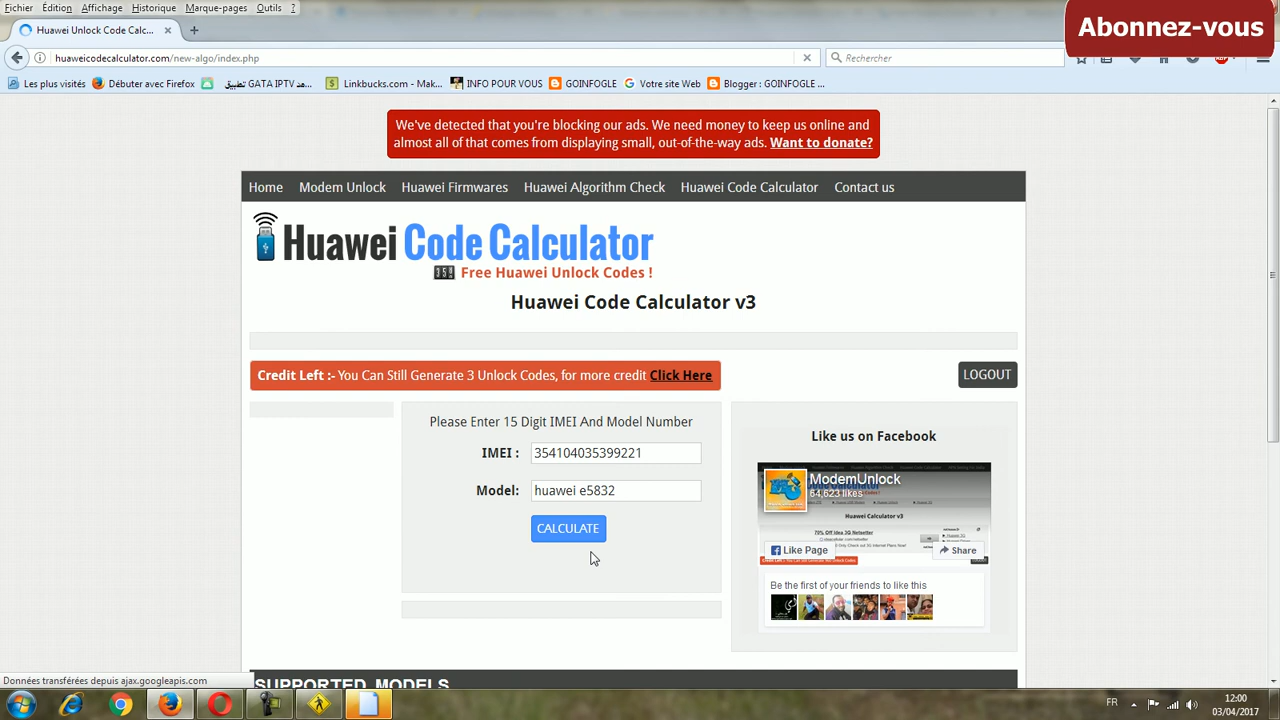 Fichier Édition Affichage Historique Marque-pages Outils ?
Abonnez-vous
Huawei Unlock Code Calc...
huaweicodecalculator.com/new-algo/index.php
Rechercher
Les plus visités Débuter avec Firefox تطبيق GATA IPTV هد... Linkbucks.com - Mak... INFO POUR VOUS GOINFOGLE Votre site Web Blogger : GOINFOGLE ...
We've detected that you're blocking our ads. We need money to keep us online and
almost all of that comes from displaying small, out-of-the-way ads. Want to donate?
Home Modem Unlock Huawei Firmwares Huawei Algorithm Check Huawei Code Calculator Contact us
Huawei Code Calculator
Free Huawei Unlock Codes !
Huawei Code Calculator v3
Credit Left :- You Can Still Generate 3 Unlock Codes, for more credit Click Here
LOGOUT
Please Enter 15 Digit IMEI And Model Number
IMEI : 354104035399221
Model: huawei e5832
CALCULATE
Like us on Facebook
ModemUnlock
64,623 likes
Huawei Calculator v3
Like Page
Share
Be the first of your friends to like this
SUPPORTED MODELS
Données transférées depuis ajax.googleapis.com
FR
12:00
03/04/2017